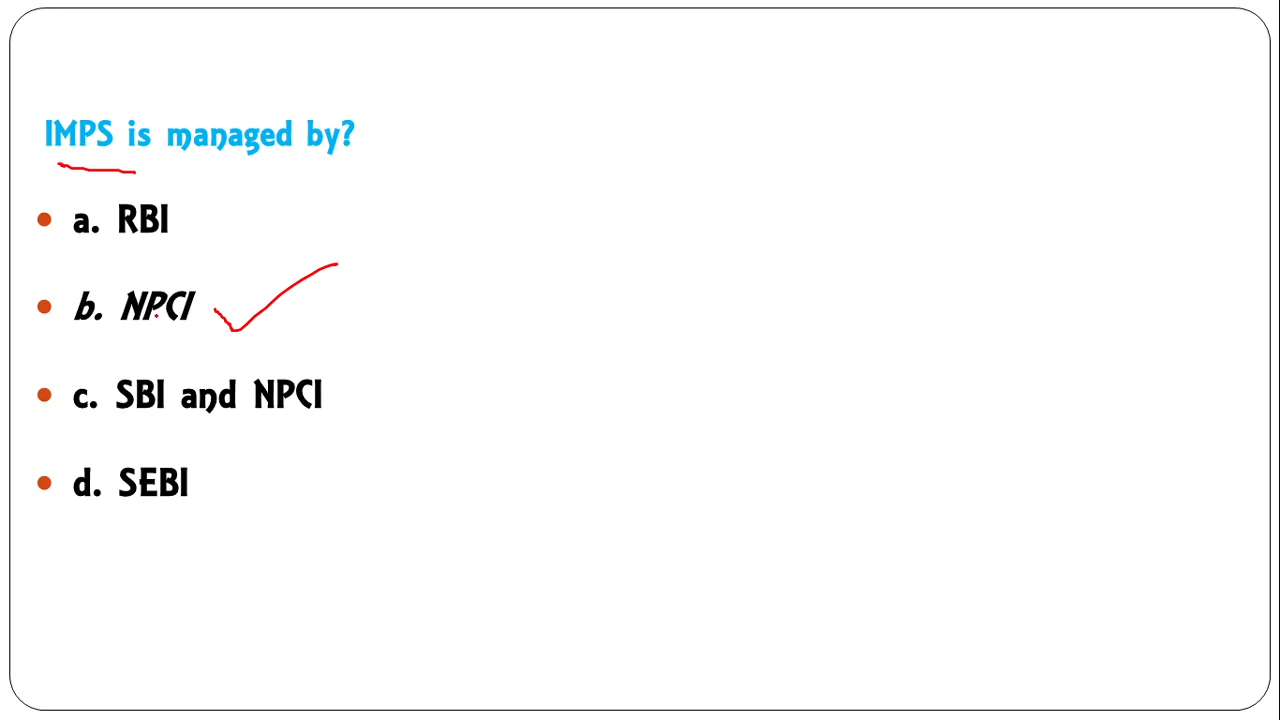 IMPS is managed by?
a. RBI
b. NPCI
c. SBI and NPCI
d. SEBI